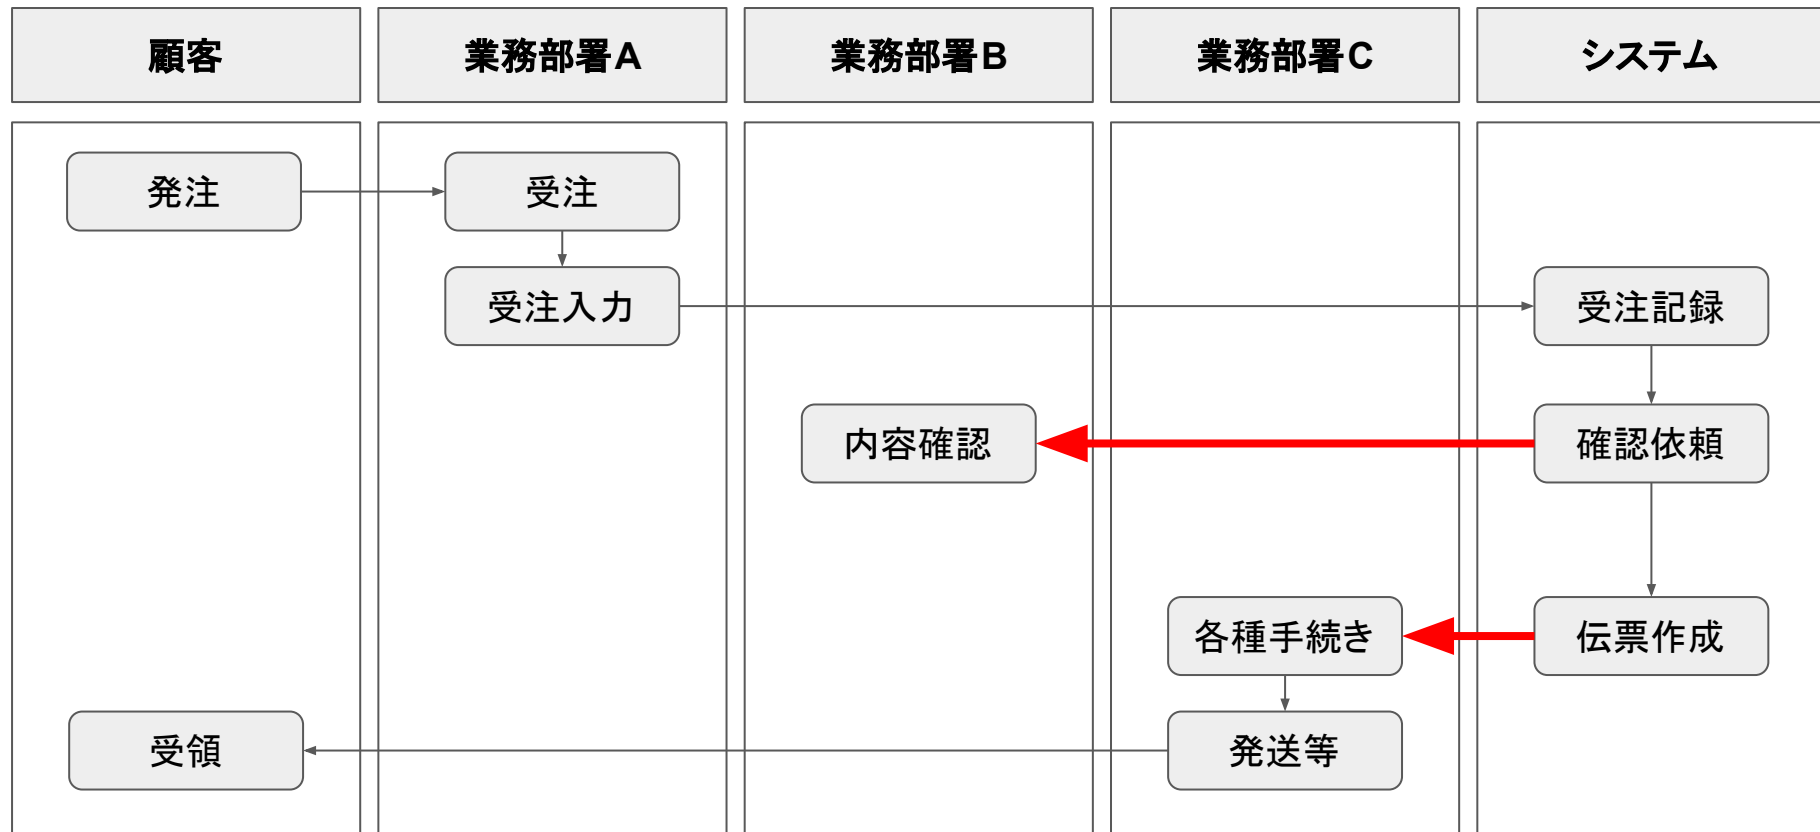 顧客
業務部署A
業務部署B
業務部署C
システム
発注
受注
受注入力
受注記録
内容確認
確認依頼
各種手続き
伝票作成
受領
発送等